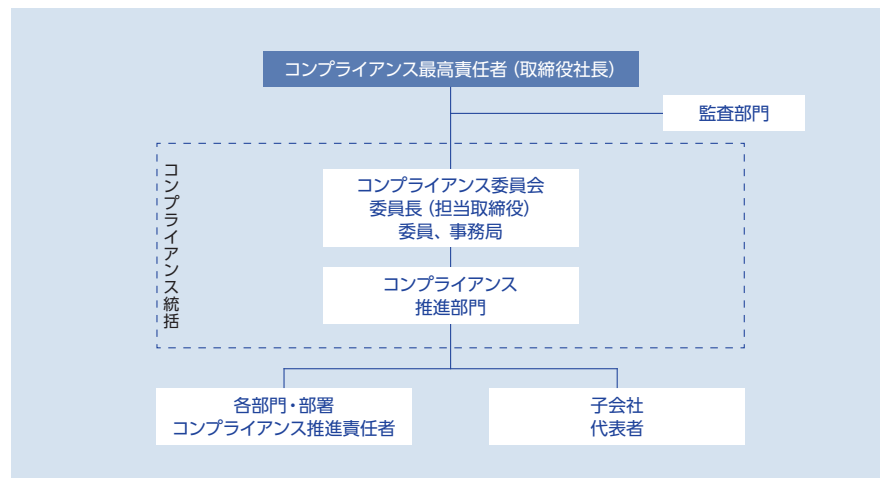 コンプライアンス最高責任者（取締役社長）
監査部門
コンプライアンス統括
コンプライアンス委員会
委員長（担当取締役）
委員、事務局
コンプライアンス
推進部門
各部門・部署
コンプライアンス推進責任者
子会社
代表者